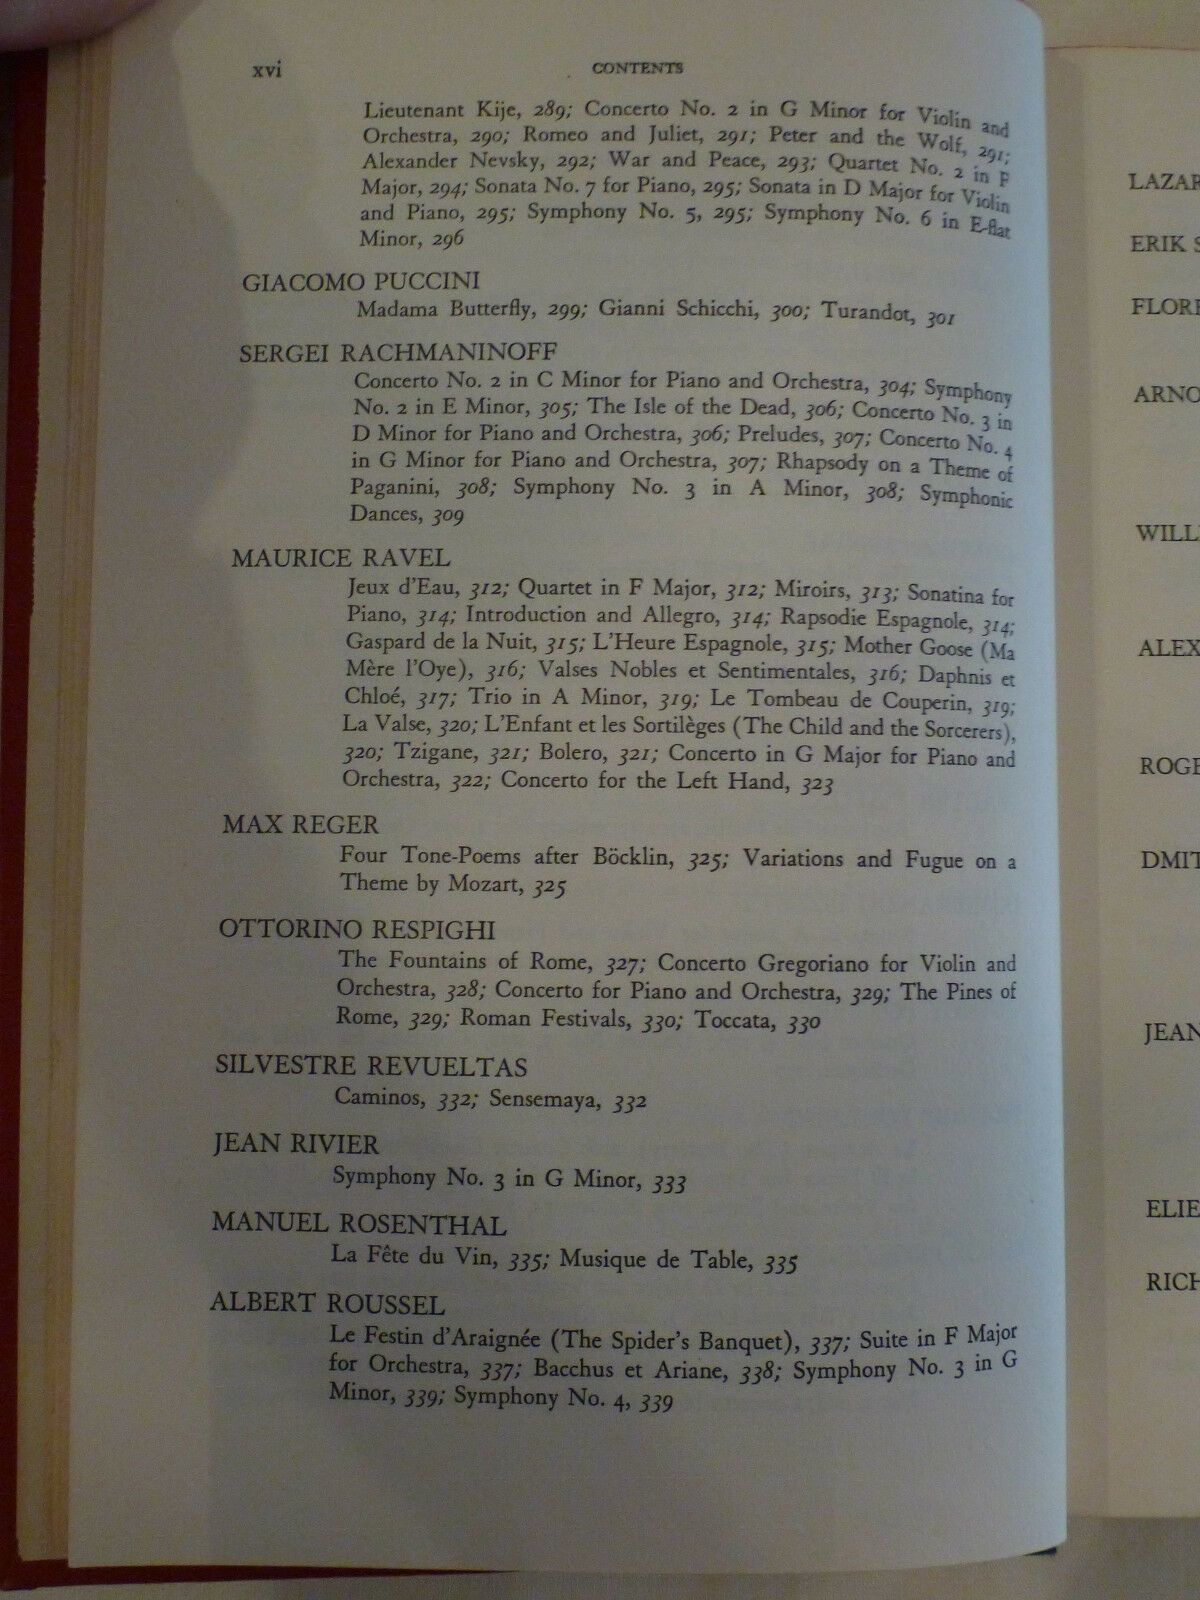 xvi CONTENTS
Lieutenant Kije, 289; Concerto No. 2 in G Minor for Violin and
Orchestra, 290; Romeo and Juliet, 291; Peter and the Wolf, 291;
Alexander Nevsky, 292; War and Peace, 293; Quartet No. 2 in F
Major, 294; Sonata No. 7 for Piano, 295; Sonata in D Major for Violin
and Piano, 295; Symphony No. 5, 295; Symphony No. 6 in E-flat
Minor, 296
GIACOMO PUCCINI
Madama Butterfly, 299; Gianni Schicchi, 300; Turandot, 301
SERGEI RACHMANINOFF
Concerto No. 2 in C Minor for Piano and Orchestra, 304; Symphony
No. 2 in E Minor, 305; The Isle of the Dead, 306; Concerto No. 3 in
D Minor for Piano and Orchestra, 306; Preludes, 307; Concerto No. 4
in G Minor for Piano and Orchestra, 307; Rhapsody on a Theme of
Paganini, 308; Symphony No. 3 in A Minor, 308; Symphonic
Dances, 309
MAURICE RAVEL
Jeux d'Eau, 312; Quartet in F Major, 312; Miroirs, 313; Sonatina for
Piano, 314; Introduction and Allegro, 314; Rapsodie Espagnole, 314;
Gaspard de la Nuit, 315; L'Heure Espagnole, 315; Mother Goose (Ma
Mère l'Oye), 316; Valses Nobles et Sentimentales, 316; Daphnis et
Chloé, 317; Trio in A Minor, 319; Le Tombeau de Couperin, 319;
La Valse, 320; L'Enfant et les Sortilèges (The Child and the Sorcerers),
320; Tzigane, 321; Bolero, 321; Concerto in G Major for Piano and
Orchestra, 322; Concerto for the Left Hand, 323
MAX REGER
Four Tone-Poems after Böcklin, 325; Variations and Fugue on a
Theme by Mozart, 325
OTTORINO RESPIGHI
The Fountains of Rome, 327; Concerto Gregoriano for Violin and
Orchestra, 328; Concerto for Piano and Orchestra, 329; The Pines of
Rome, 329; Roman Festivals, 330; Toccata, 330
SILVESTRE REVUELTAS
Caminos, 332; Sensemaya, 332
JEAN RIVIER
Symphony No. 3 in G Minor, 333
MANUEL ROSENTHAL
La Fête du Vin, 335; Musique de Table, 335
ALBERT ROUSSEL
Le Festin d'Araignée (The Spider's Banquet), 337; Suite in F Major
for Orchestra, 337; Bacchus et Ariane, 338; Symphony No. 3 in G
Minor, 339; Symphony No. 4, 339
LAZAR
ERIK S
FLORE
ARNO
WILLI
ALEX
ROGE
DMIT
JEAN
ELIE
RICH